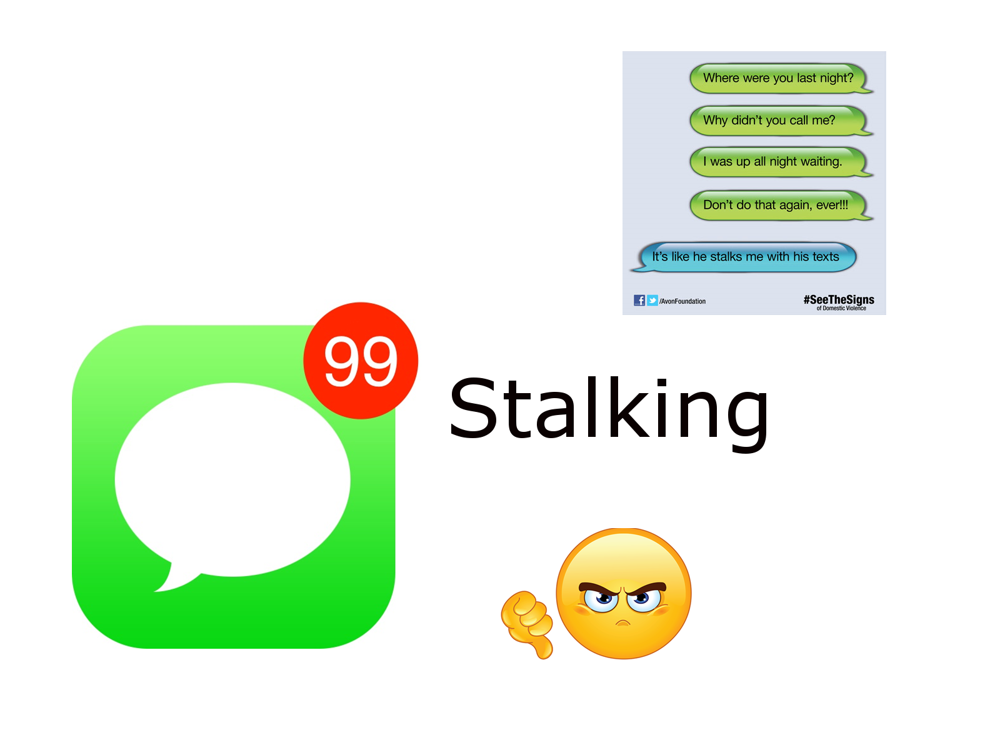 Where were you last night?
Why didn't you call me?
I was up all night waiting.
Don't do that again, ever!!!
It's like he stalks me with his texts
/AvonFoundation
#SeeTheSigns
of Domestic Violence
99
Stalking